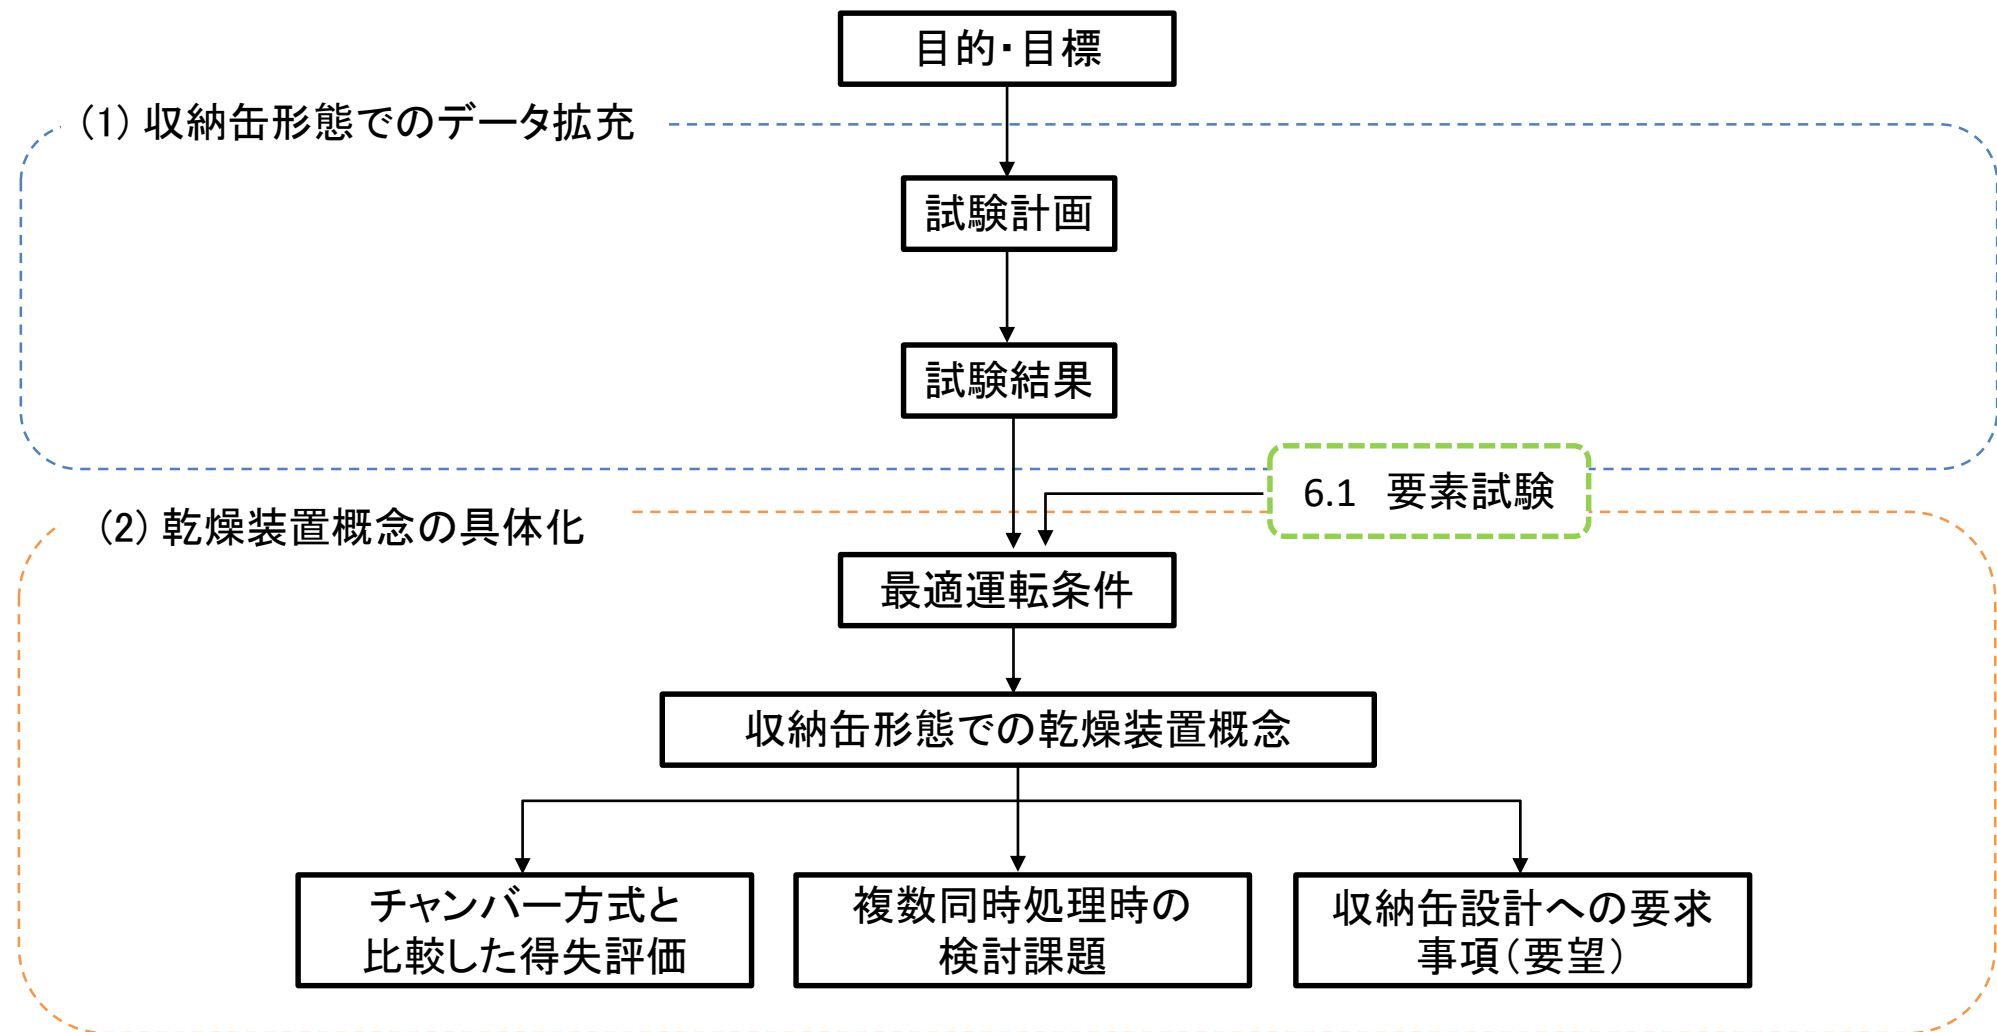 目的・目標
(1) 収納缶形態でのデータ拡充
試験計画
試験結果
6.1 要素試験
(2) 乾燥装置概念の具体化
最適運転条件
収納缶形態での乾燥装置概念
チャンバー方式と
比較した得失評価
複数同時処理時の
検討課題
収納缶設計への要求
事項(要望)